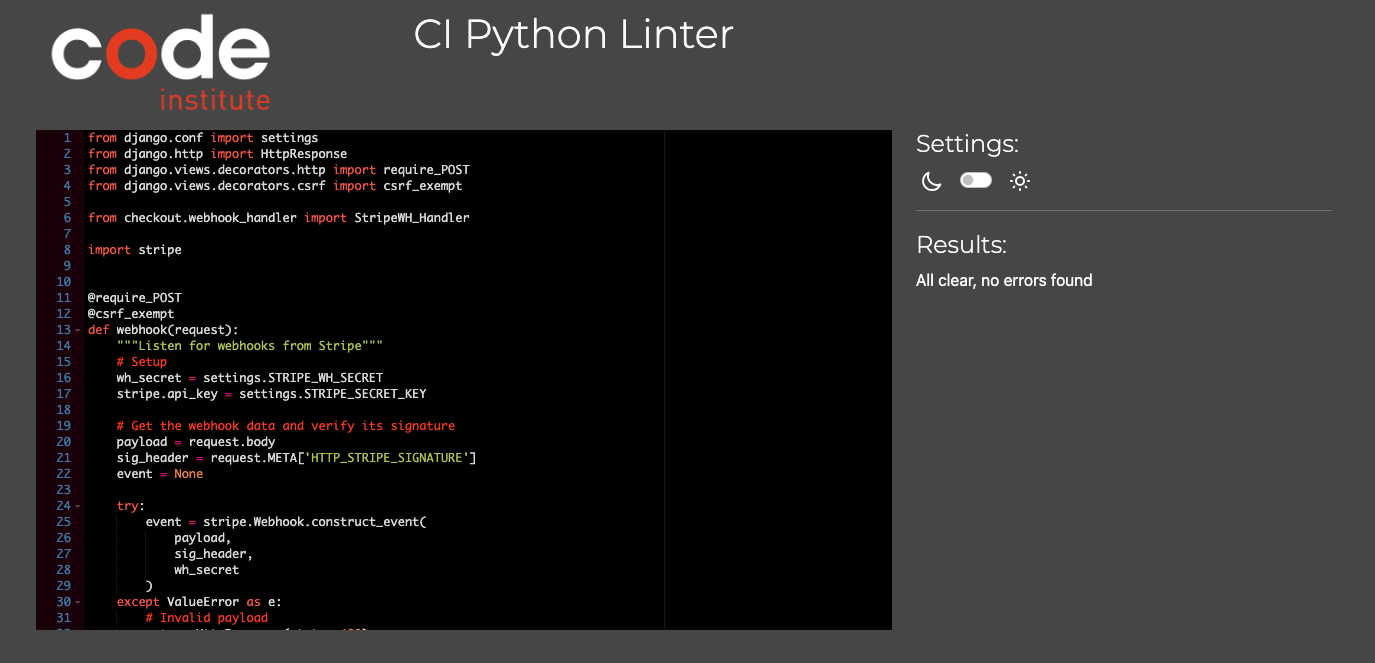 code
institute
CI Python Linter
1 from django.conf import settings
2 from django.http import HttpResponse
3 from django.views.decorators.http import require_POST
4 from django.views.decorators.csrf import csrf_exempt
5
6 from checkout.webhook_handler import StripeWH_Handler
7
8 import stripe
9
10
11 @require_POST
12 @csrf_exempt
13 def webhook(request):
14     """Listen for webhooks from Stripe"""
15     # Setup
16     wh_secret = settings.STRIPE_WH_SECRET
17     stripe.api_key = settings.STRIPE_SECRET_KEY
18
19     # Get the webhook data and verify its signature
20     payload = request.body
21     sig_header = request.META['HTTP_STRIPE_SIGNATURE']
22     event = None
23
24     try:
25         event = stripe.Webhook.construct_event(
26             payload,
27             sig_header,
28             wh_secret
29         )
30     except ValueError as e:
31         # Invalid payload
Settings:
Results:
All clear, no errors found